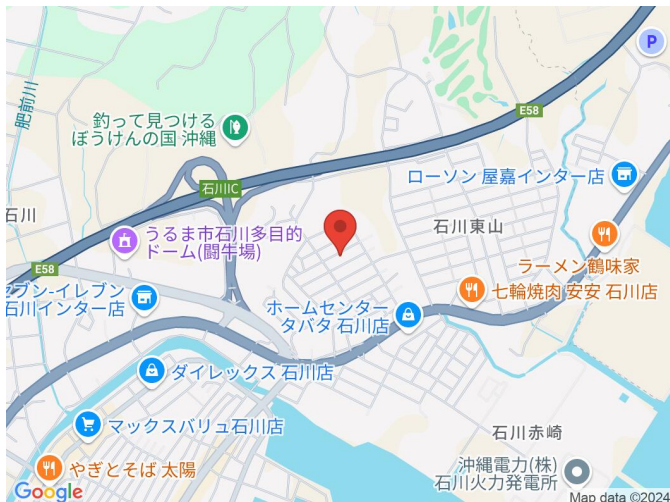 P
E58
釣って見つける
ぼうけんの国 沖縄
肥前川
石川IC
ローソン 屋嘉インター店
石川
うるま市石川多目的
ドーム(闘牛場)
石川東山
ラーメン鶴味家
E58
セブン-イレブン
石川インター店
七輪焼肉 安安 石川店
ホームセンター
タバタ 石川店
ダイレックス 石川店
マックスバリュ石川店
石川赤崎
やぎとそば 太陽
沖縄電力(株)
石川火力発電所
Google
Map data ©2024